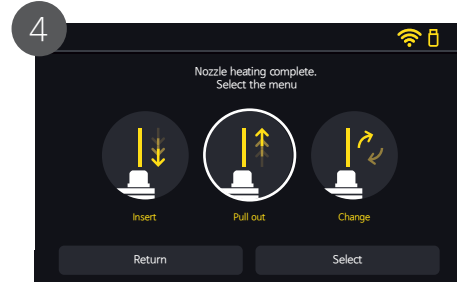 4
Nozzle heating complete.
Select the menu
Insert
Pull out
Change
Return
Select